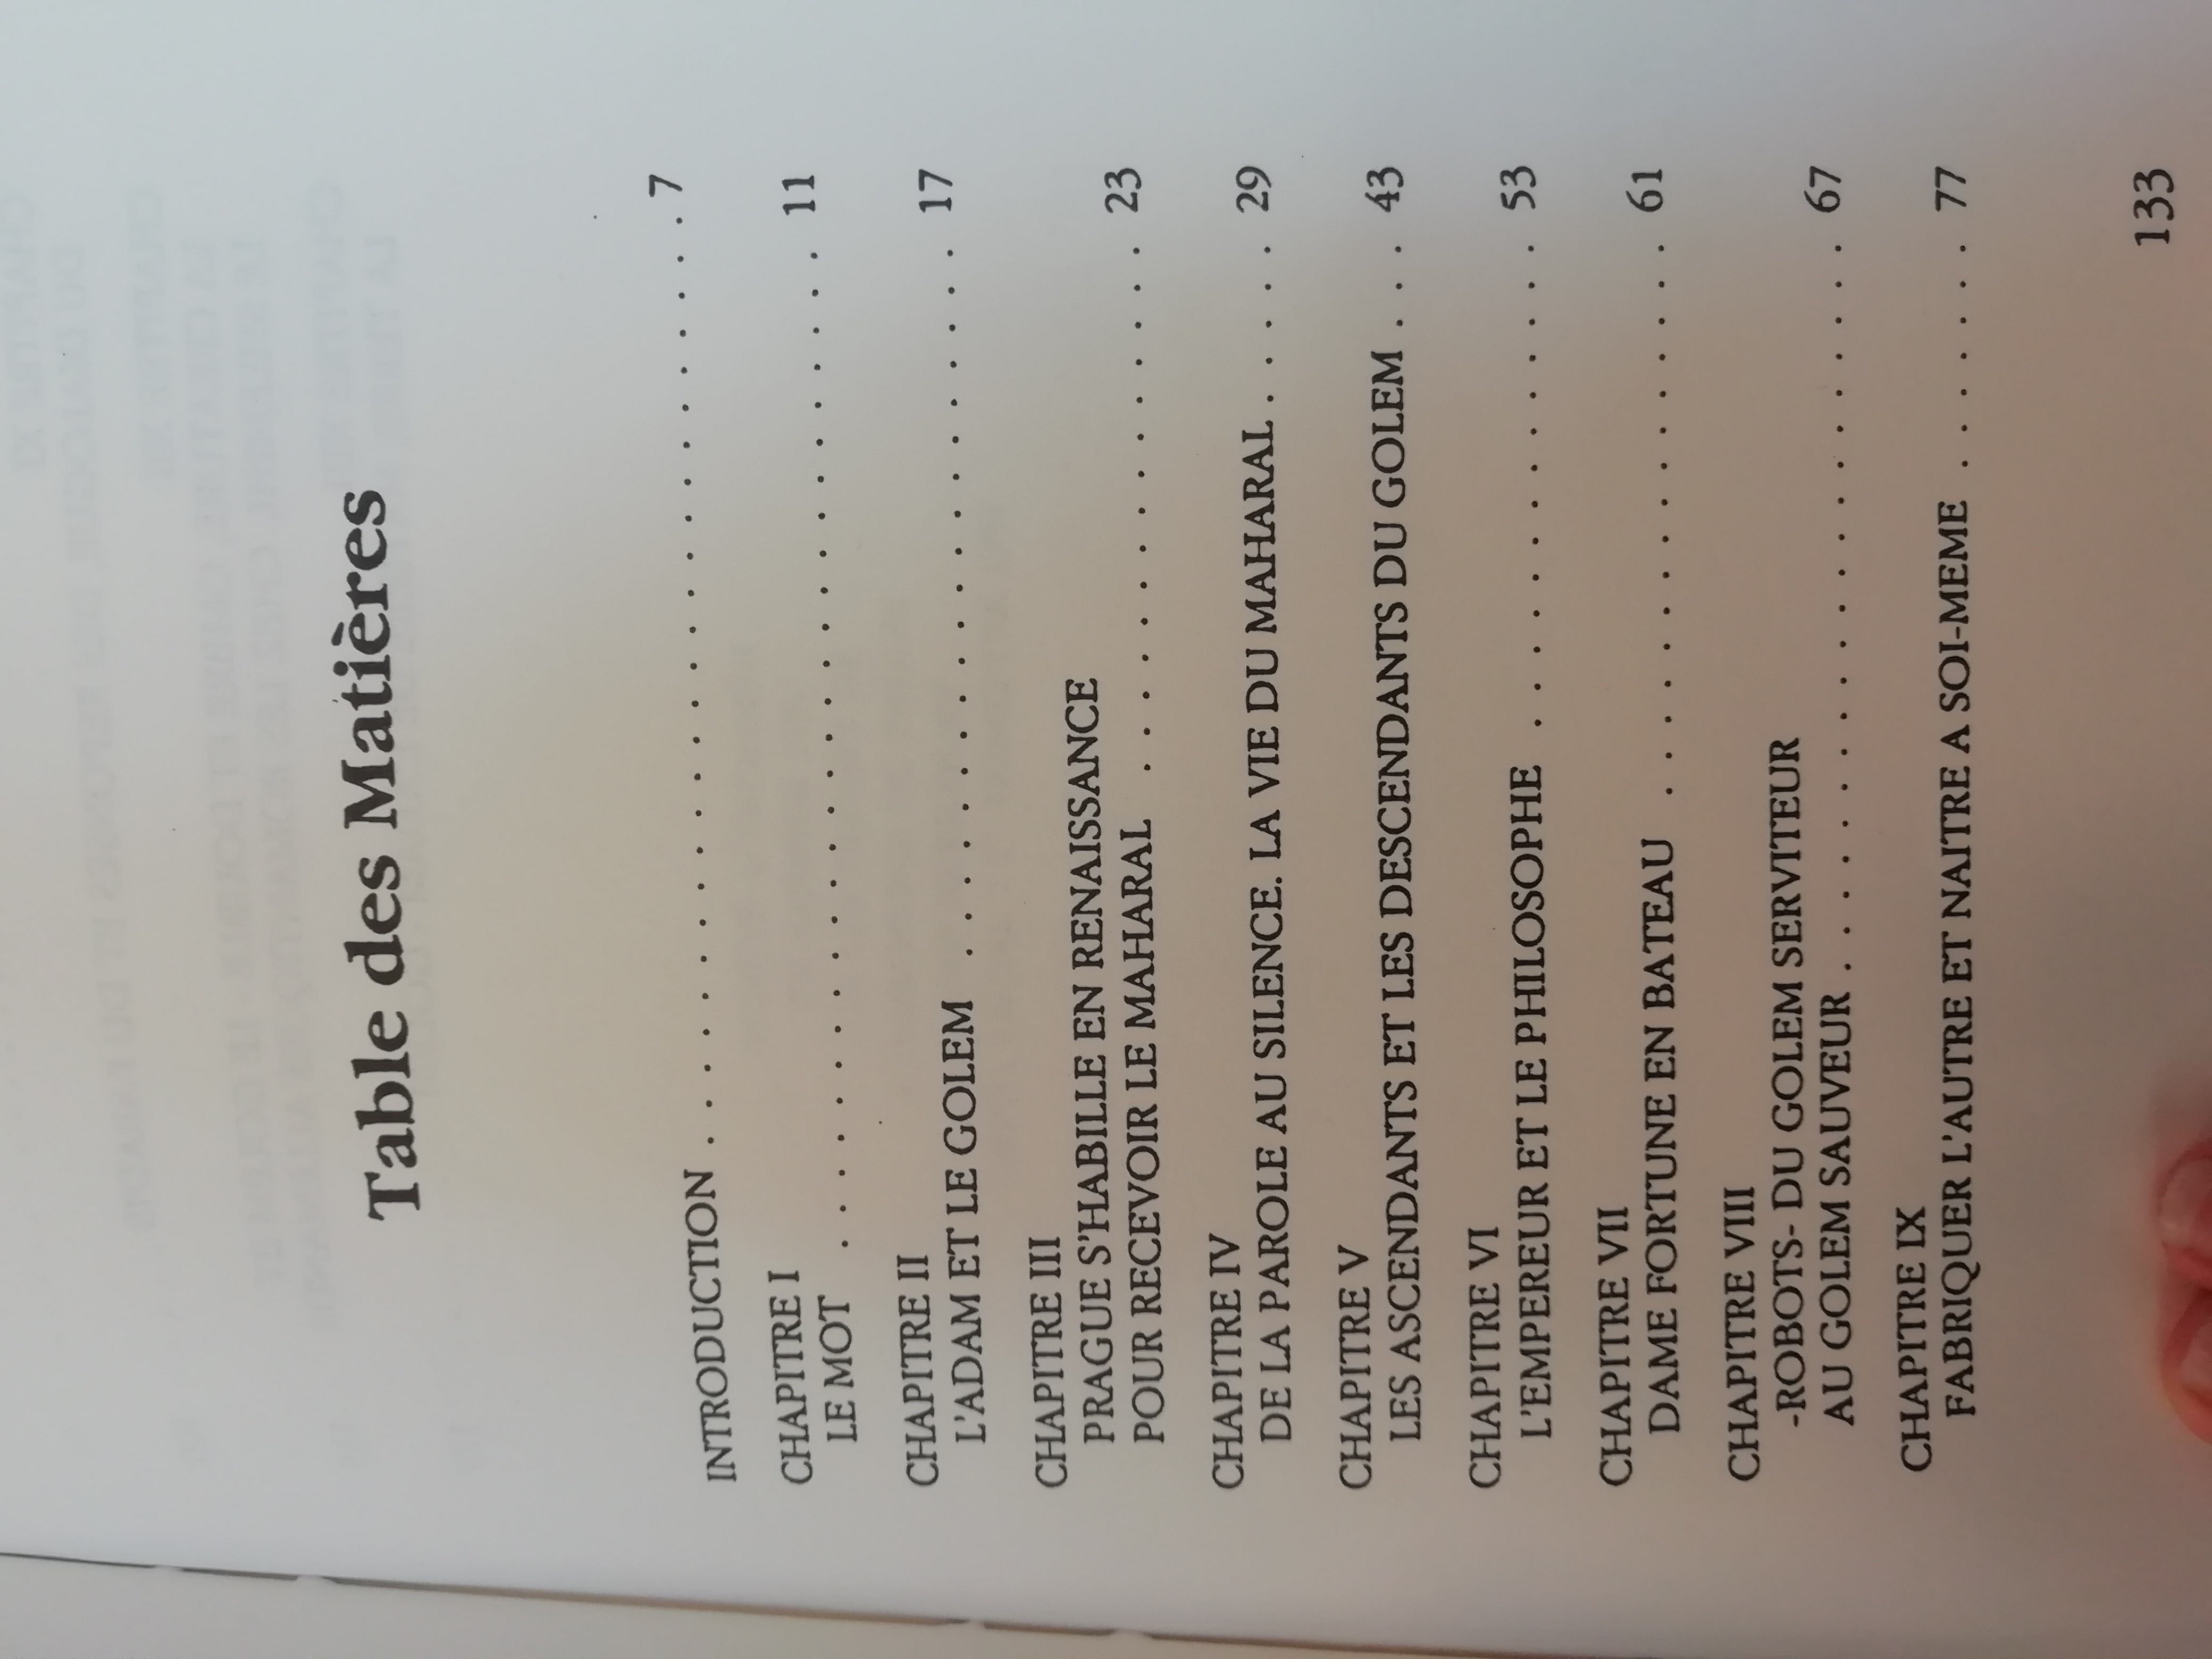 Table des Matières
INTRODUCTION . . . . . . . . . . . . . . . . . . . . . . . . . . 7
CHAPITRE I
LE MOT . . . . . . . . . . . . . . . . . . . . . . . . . . . . 11
CHAPITRE II
L'ADAM ET LE GOLEM . . . . . . . . . . . . . . . . . . . . 17
CHAPITRE III
PRAGUE S'HABILLE EN RENAISSANCE
POUR RECEVOIR LE MAHARAL . . . . . . . . . . . . . . . 23
CHAPITRE IV
DE LA PAROLE AU SILENCE. LA VIE DU MAHARAL . . . . . 29
CHAPITRE V
LES ASCENDANTS ET LES DESCENDANTS DU GOLEM . . . 43
CHAPITRE VI
L'EMPEREUR ET LE PHILOSOPHE . . . . . . . . . . . . . . 53
CHAPITRE VII
DAME FORTUNE EN BATEAU . . . . . . . . . . . . . . . . 61
CHAPITRE VIII
-ROBOTS- DU GOLEM SERVITEUR
AU GOLEM SAUVEUR . . . . . . . . . . . . . . . . . . . . 67
CHAPITRE IX
FABRIQUER L'AUTRE ET NAITRE A SOI-MEME . . . . . . . 77
133